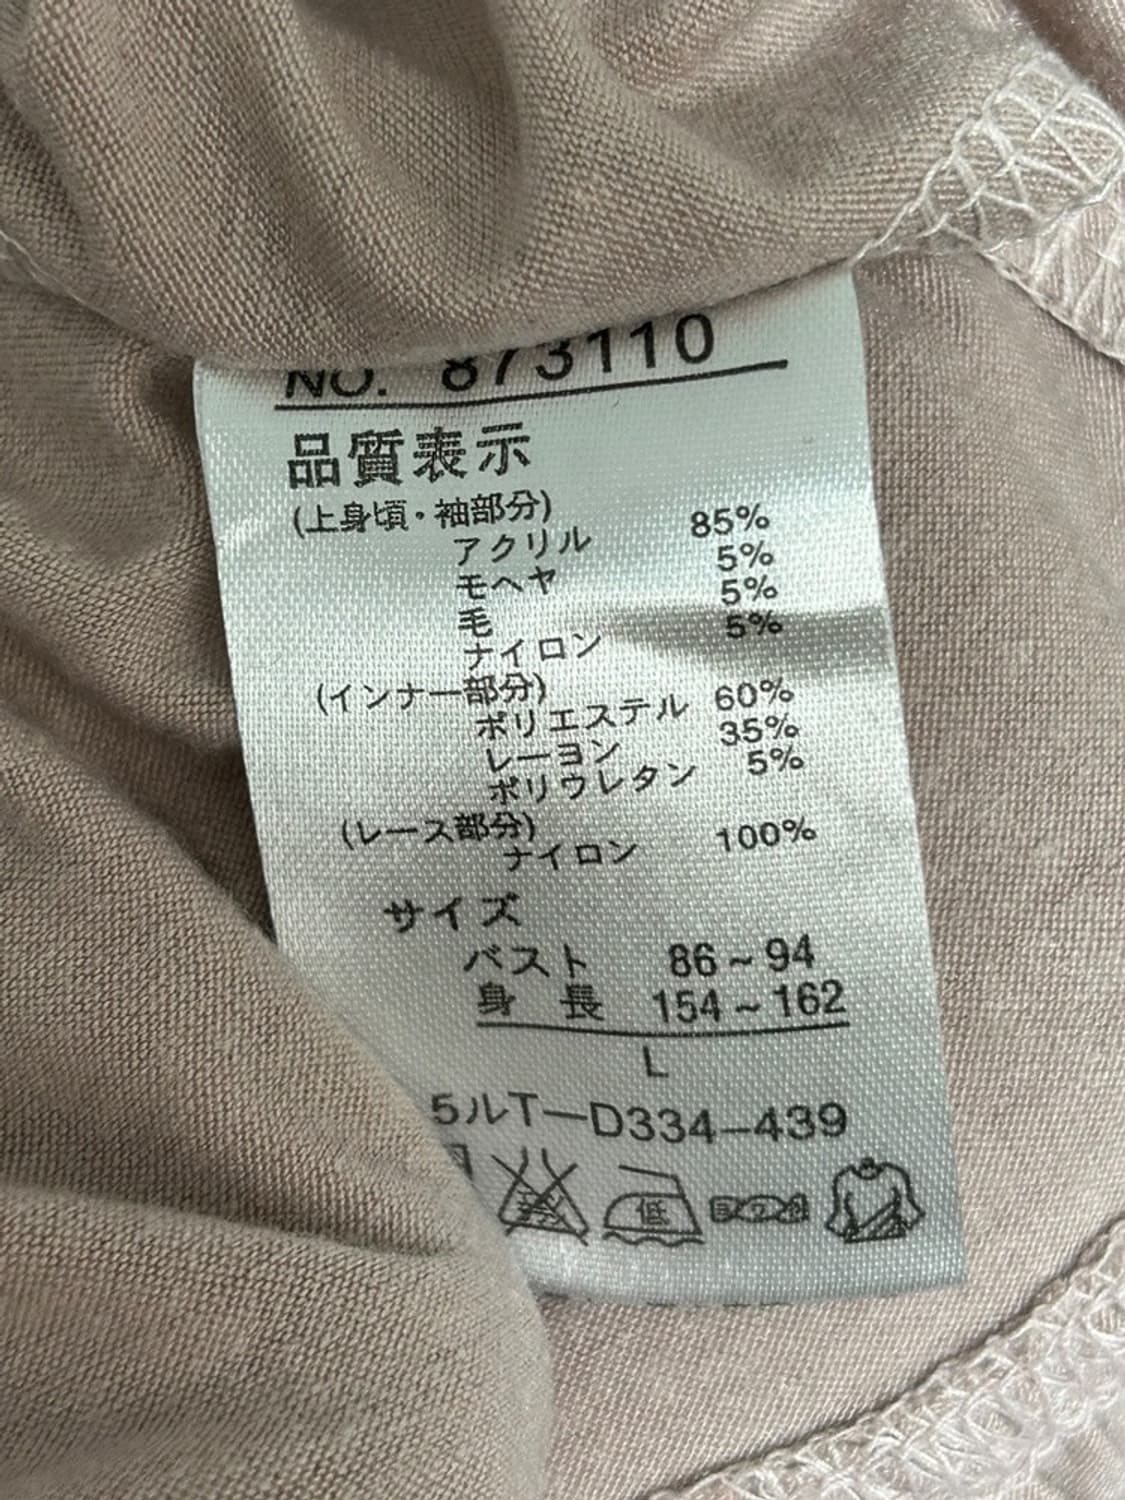 NO. 873110
品質表示
(上身頃・袖部分)
アクリル 85%
モヘヤ 5%
毛 5%
ナイロン 5%
(インナー部分)
ポリエステル 60%
レーヨン 35%
ポリウレタン 5%
(レース部分)
ナイロン 100%
サイズ
バスト 86~94
身 長 154~162
L
5ルT－D334-439
低